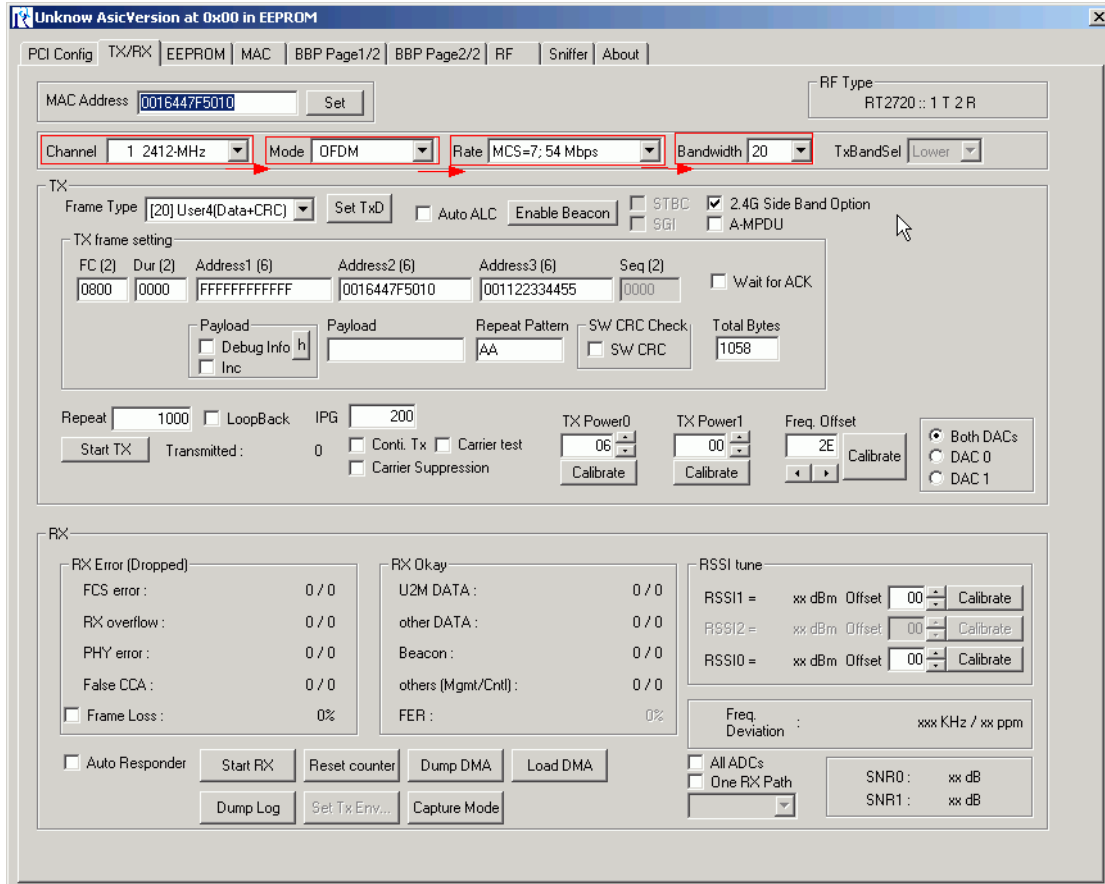 Unknow AsicVersion at 0x00 in EEPROM
PCI Config TX/RX EEPROM MAC BBP Page1/2 BBP Page2/2 RF Sniffer About
MAC Address 0016447F5010 Set
RF Type
RT2720 :: 1 T 2 R
Channel 1 2412-MHz Mode OFDM Rate MCS=7; 54 Mbps Bandwidth 20 TxBandSel Lower
TX
Frame Type [20] User4(Data+CRC) Set TxD Auto ALC Enable Beacon STBC 2.4G Side Band Option
SGI A-MPDU
TX frame setting
FC (2) Dur (2) Address1 (6) Address2 (6) Address3 (6) Seq (2)
0800 0000 FFFFFFFFFFFF 0016447F5010 001122334455 0000 Wait for ACK
Payload Payload Repeat Pattern SW CRC Check Total Bytes
Debug Info h AA SW CRC 1058
Inc
Repeat 1000 LoopBack IPG 200 TX Power0 TX Power1 Freq. Offset
Start TX Transmitted : 0 Conti. Tx Carrier test 06 00 2E Calibrate Both DACs
Carrier Suppression Calibrate Calibrate DAC 0
DAC 1
RX
RX Error (Dropped) RX Okay RSSI tune
FCS error : 0 / 0 U2M DATA : 0 / 0 RSSI1 = xx dBm Offset 00 Calibrate
RX overflow : 0 / 0 other DATA : 0 / 0 RSSI2 = xx dBm Offset 00 Calibrate
PHY error : 0 / 0 Beacon : 0 / 0 RSSI0 = xx dBm Offset 00 Calibrate
False CCA : 0 / 0 others (Mgmt/Cntl) : 0 / 0
Frame Loss : 0% FER : 0% Freq. Deviation : xxx KHz / xx ppm
Auto Responder Start RX Reset counter Dump DMA Load DMA All ADCs SNR0 : xx dB
One RX Path SNR1 : xx dB
Dump Log Set Tx Env... Capture Mode